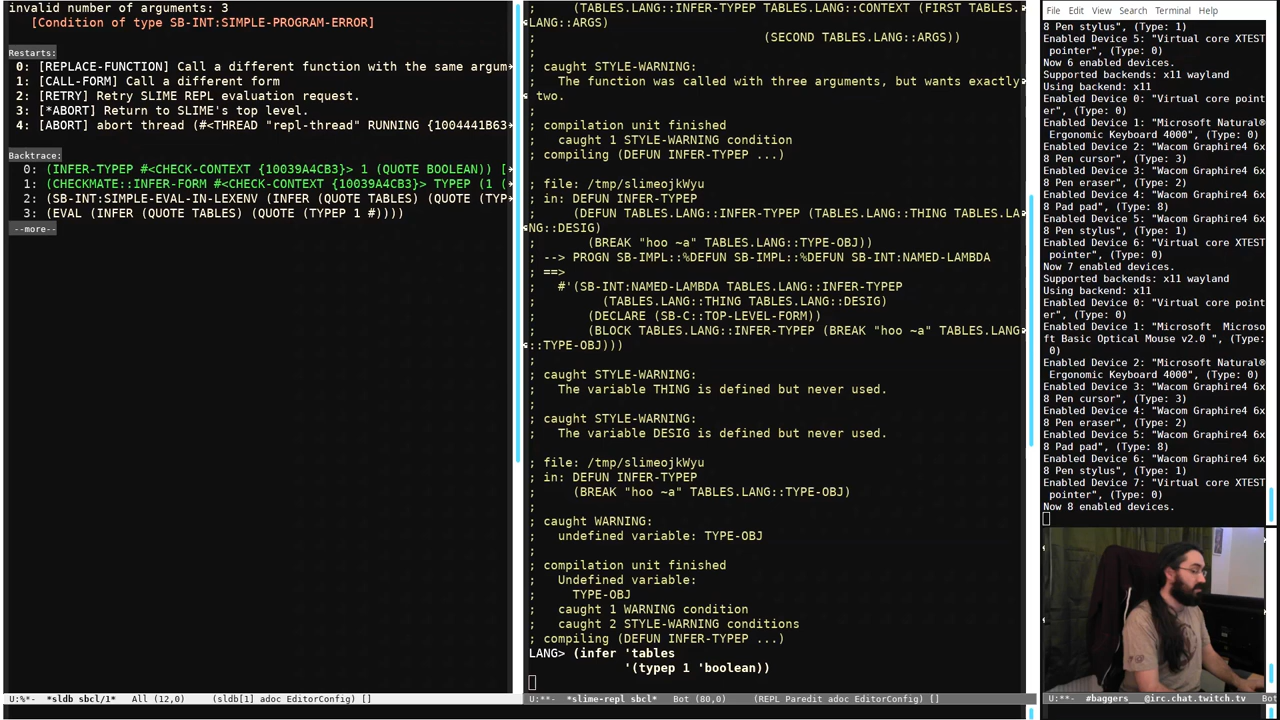 invalid number of arguments: 3
[Condition of type SB-INT:SIMPLE-PROGRAM-ERROR]
Restarts:
0: [REPLACE-FUNCTION] Call a different function with the same argum
1: [CALL-FORM] Call a different form
2: [RETRY] Retry SLIME REPL evaluation request.
3: [*ABORT] Return to SLIME's top level.
4: [ABORT] abort thread (#<THREAD "repl-thread" RUNNING {1004441B63
Backtrace:
0: (INFER-TYPEP #<CHECK-CONTEXT {10039A4CB3}> 1 (QUOTE BOOLEAN)) [
1: (CHECKMATE::INFER-FORM #<CHECK-CONTEXT {10039A4CB3}> TYPEP (1 (
2: (SB-INT:SIMPLE-EVAL-IN-LEXENV (INFER (QUOTE TABLES) (QUOTE (TYP
3: (EVAL (INFER (QUOTE TABLES) (QUOTE (TYPEP 1 #))))
--more--
U:%*- *sldb sbcl/1* All (12,0) (sldb[1] adoc EditorConfig) []
; (TABLES.LANG::INFER-TYPEP TABLES.LANG::CONTEXT (FIRST TABLES.
LANG::ARGS)
; (SECOND TABLES.LANG::ARGS))
;
; caught STYLE-WARNING:
; The function was called with three arguments, but wants exactly
two.
;
; compilation unit finished
; caught 1 STYLE-WARNING condition
; compiling (DEFUN INFER-TYPEP ...)
; file: /tmp/slimeojkWyu
; in: DEFUN INFER-TYPEP
; (DEFUN TABLES.LANG::INFER-TYPEP (TABLES.LANG::THING TABLES.LA
NG::DESIG)
; (BREAK "hoo ~a" TABLES.LANG::TYPE-OBJ))
; --> PROGN SB-IMPL::%DEFUN SB-IMPL::%DEFUN SB-INT:NAMED-LAMBDA
; ==>
; #'(SB-INT:NAMED-LAMBDA TABLES.LANG::INFER-TYPEP
; (TABLES.LANG::THING TABLES.LANG::DESIG)
; (DECLARE (SB-C::TOP-LEVEL-FORM))
; (BLOCK TABLES.LANG::INFER-TYPEP (BREAK "hoo ~a" TABLES.LANG
::TYPE-OBJ)))
;
; caught STYLE-WARNING:
; The variable THING is defined but never used.
;
; caught STYLE-WARNING:
; The variable DESIG is defined but never used.
; file: /tmp/slimeojkWyu
; in: DEFUN INFER-TYPEP
; (BREAK "hoo ~a" TABLES.LANG::TYPE-OBJ)
;
; caught WARNING:
; undefined variable: TYPE-OBJ
;
; compilation unit finished
; Undefined variable:
; TYPE-OBJ
; caught 1 WARNING condition
; caught 2 STYLE-WARNING conditions
; compiling (DEFUN INFER-TYPEP ...)
LANG> (infer 'tables
'(typep 1 'boolean))
U:**- *slime-repl sbcl* Bot (80,0) (REPL Paredit adoc EditorConfig) []
File Edit View Search Terminal Help
8 Pen stylus", (Type: 1)
Enabled Device 5: "Virtual core XTEST
pointer", (Type: 0)
Now 6 enabled devices.
Supported backends: x11 wayland
Using backend: x11
Enabled Device 0: "Virtual core point
er", (Type: 0)
Enabled Device 1: "Microsoft Natural®
Ergonomic Keyboard 4000", (Type: 0)
Enabled Device 2: "Wacom Graphire4 6x
8 Pen cursor", (Type: 3)
Enabled Device 3: "Wacom Graphire4 6x
8 Pen eraser", (Type: 2)
Enabled Device 4: "Wacom Graphire4 6x
8 Pad pad", (Type: 8)
Enabled Device 5: "Wacom Graphire4 6x
8 Pen stylus", (Type: 1)
Enabled Device 6: "Virtual core XTEST
pointer", (Type: 0)
Now 7 enabled devices.
Supported backends: x11 wayland
Using backend: x11
Enabled Device 0: "Virtual core point
er", (Type: 0)
Enabled Device 1: "Microsoft  Microso
ft Basic Optical Mouse v2.0 ", (Type:
0)
Enabled Device 2: "Microsoft Natural®
Ergonomic Keyboard 4000", (Type: 0)
Enabled Device 3: "Wacom Graphire4 6x
8 Pen cursor", (Type: 3)
Enabled Device 4: "Wacom Graphire4 6x
8 Pen eraser", (Type: 2)
Enabled Device 5: "Wacom Graphire4 6x
8 Pad pad", (Type: 8)
Enabled Device 6: "Wacom Graphire4 6x
8 Pen stylus", (Type: 1)
Enabled Device 7: "Virtual core XTEST
pointer", (Type: 0)
Now 8 enabled devices.
U:**- #baggers___@irc.chat.twitch.tv Bot